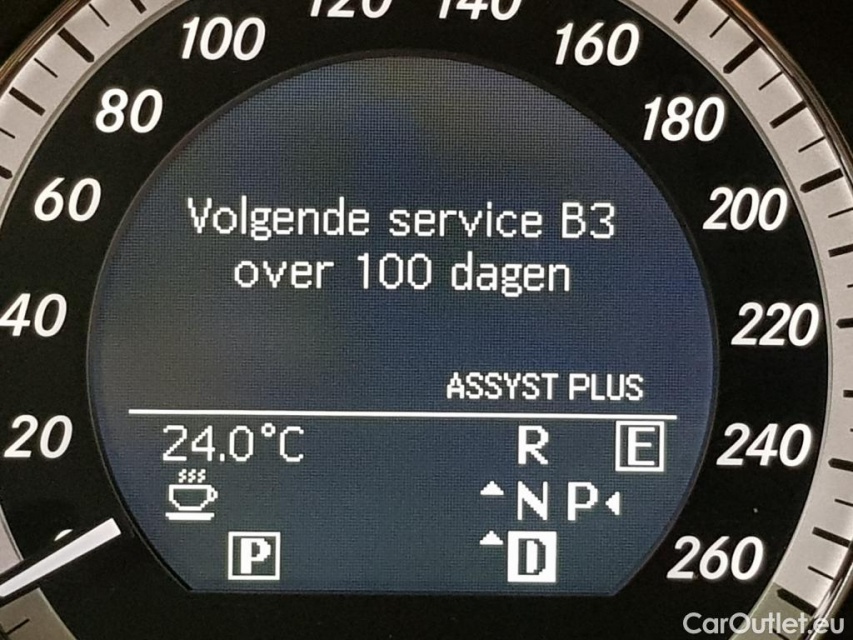 100 120 140 160
80 180
60 200
Volgende service B3
over 100 dagen
40 220
ASSYST PLUS
20 24.0°C R E 240
N P
P D 260
CarOutlet.eu